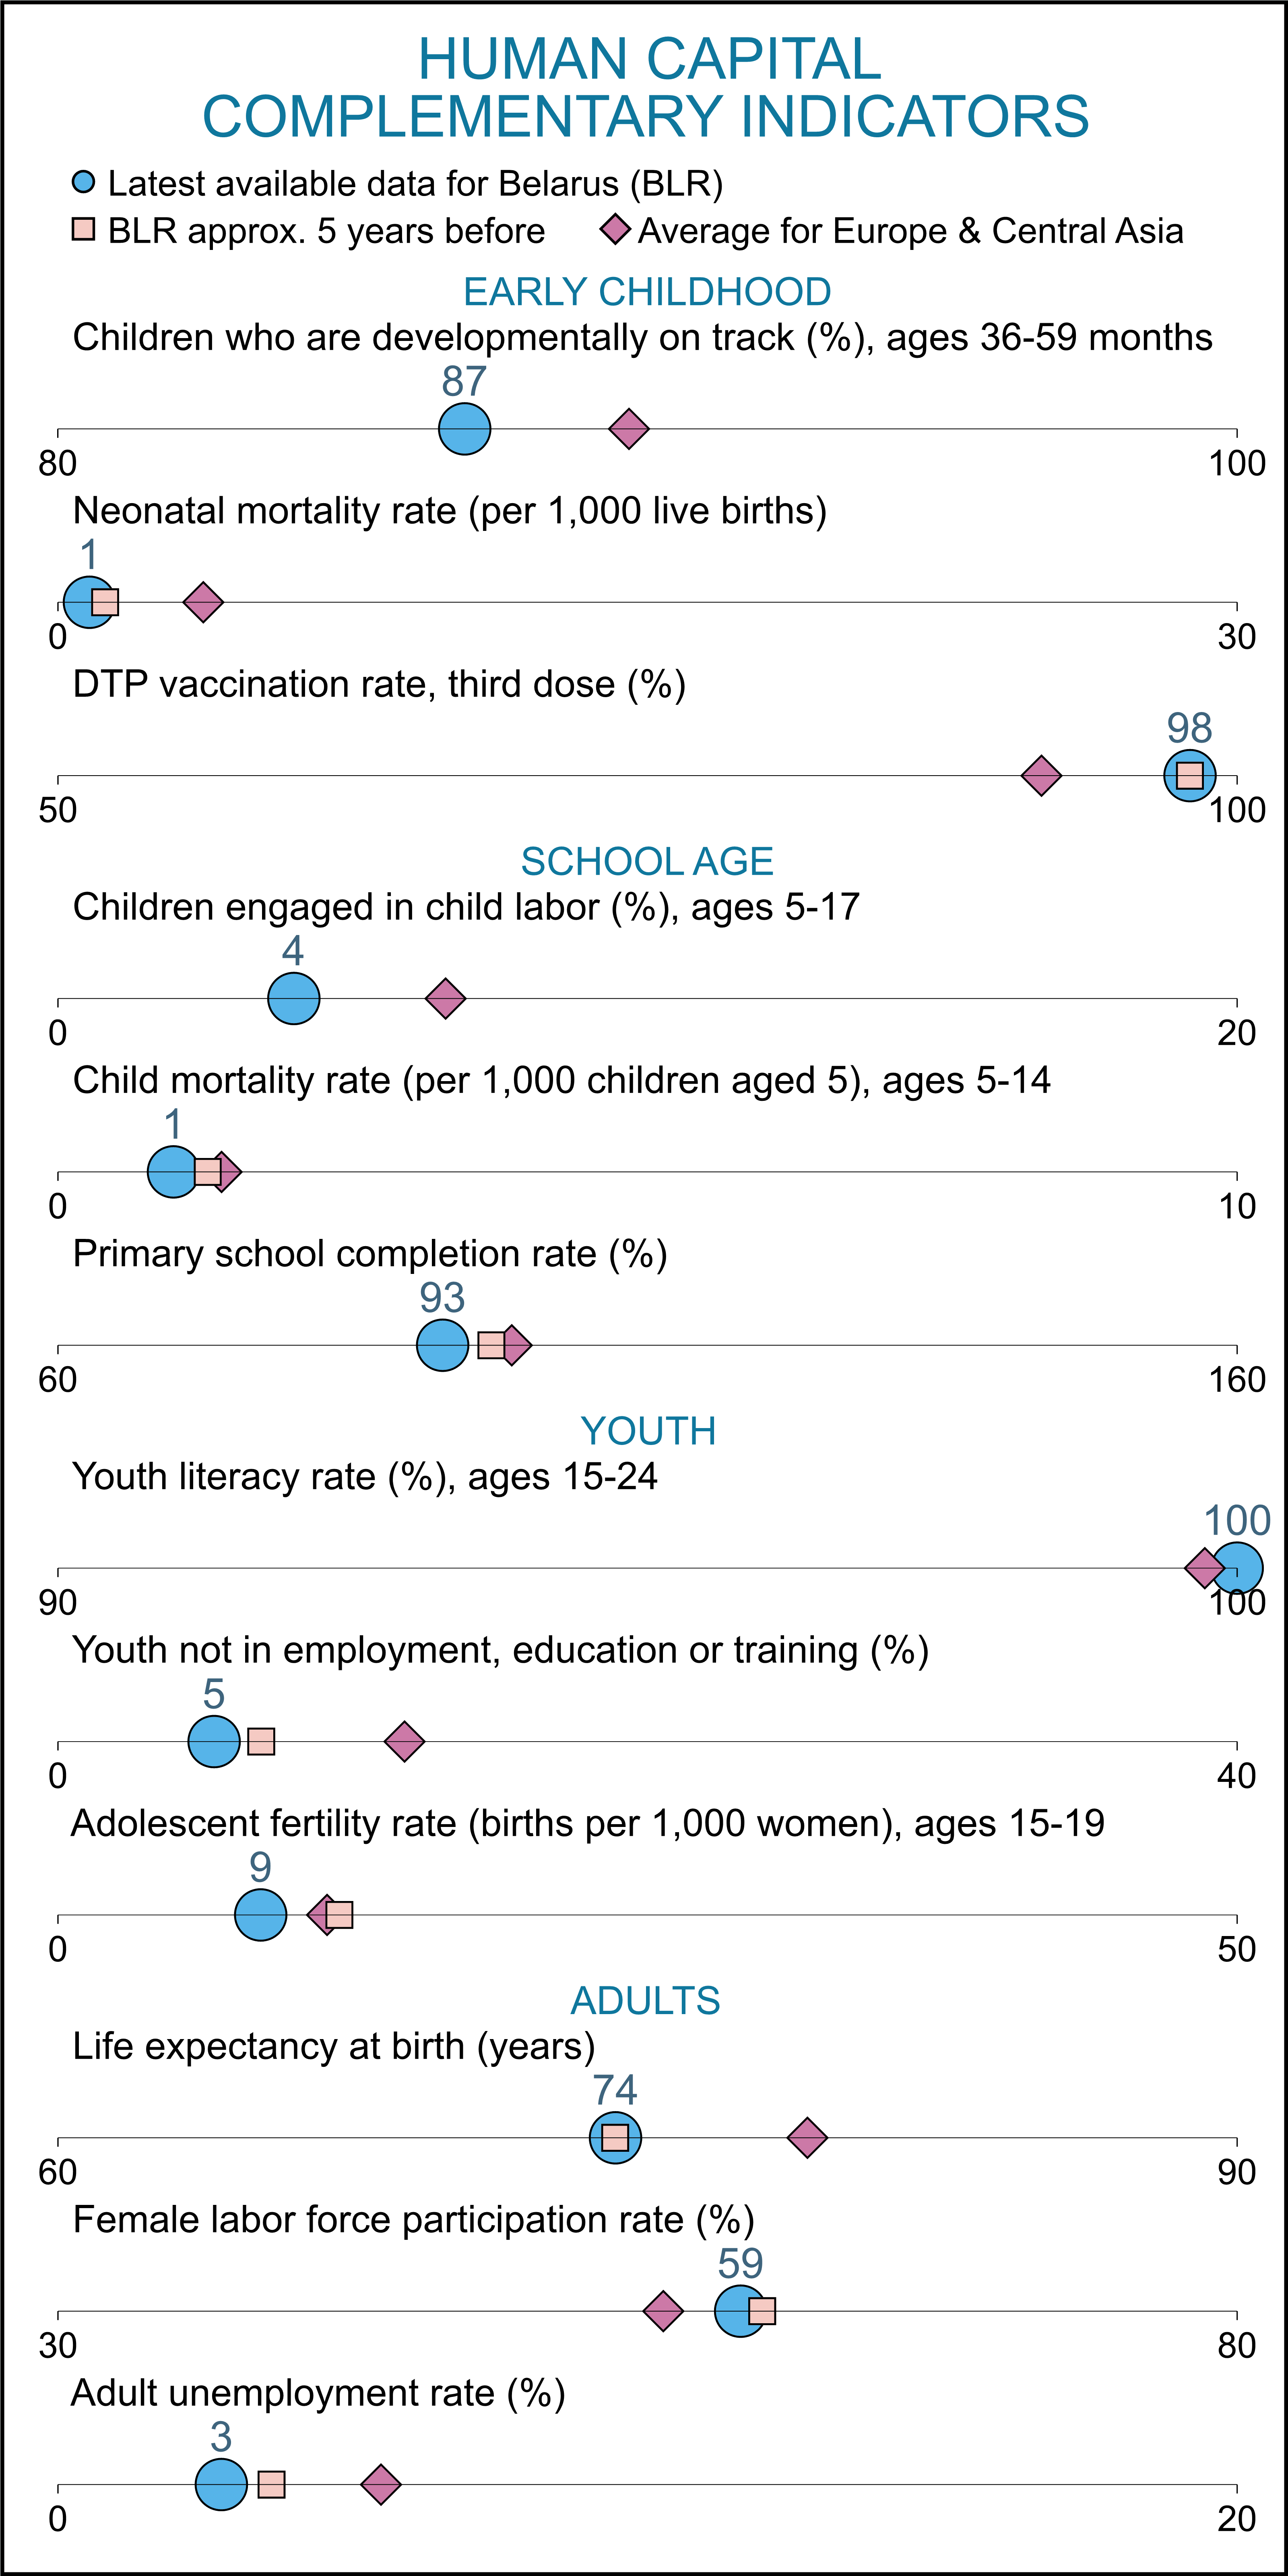 HUMAN CAPITAL
COMPLEMENTARY INDICATORS
Latest available data for Belarus (BLR)
BLR approx. 5 years before
Average for Europe & Central Asia
EARLY CHILDHOOD
Children who are developmentally on track (%), ages 36-59 months
87
80
100
Neonatal mortality rate (per 1,000 live births)
1
0
30
DTP vaccination rate, third dose (%)
98
50
100
SCHOOL AGE
Children engaged in child labor (%), ages 5-17
4
0
20
Child mortality rate (per 1,000 children aged 5), ages 5-14
1
0
10
Primary school completion rate (%)
93
60
160
YOUTH
Youth literacy rate (%), ages 15-24
100
90
100
Youth not in employment, education or training (%)
5
0
40
Adolescent fertility rate (births per 1,000 women), ages 15-19
9
0
50
ADULTS
Life expectancy at birth (years)
74
60
90
Female labor force participation rate (%)
59
30
80
Adult unemployment rate (%)
3
0
20